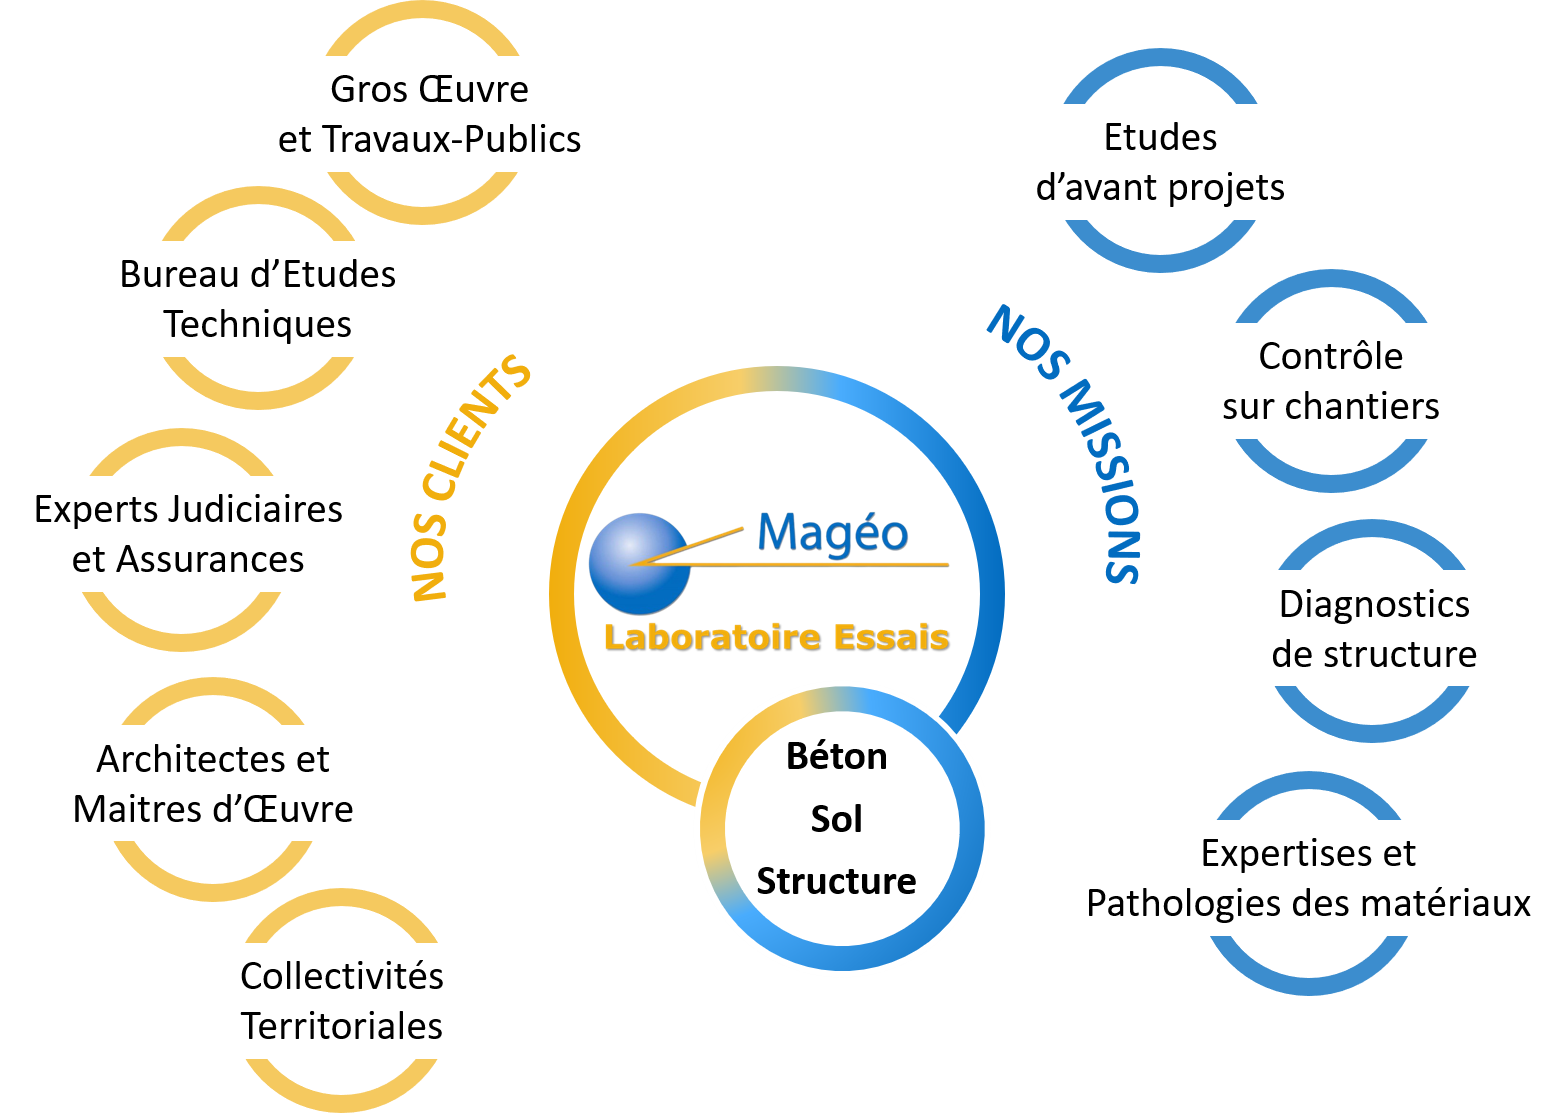 Gros Œuvre
et Travaux-Publics
Bureau d’Etudes
Techniques
Experts Judiciaires
et Assurances
Architectes et
Maitres d’Œuvre
Collectivités
Territoriales
NOS CLIENTS
Magéo
Laboratoire Essais
Béton
Sol
Structure
NOS MISSIONS
Etudes
d’avant projets
Contrôle
sur chantiers
Diagnostics
de structure
Expertises et
Pathologies des matériaux